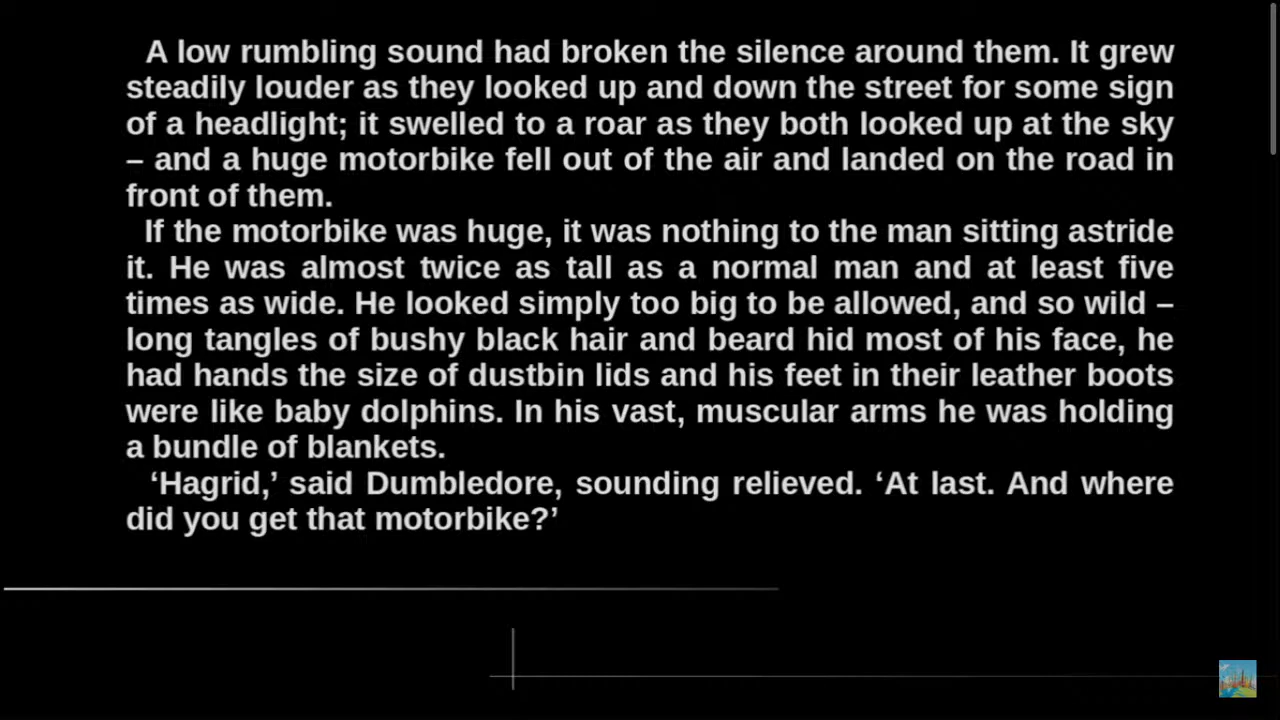 A low rumbling sound had broken the silence around them. It grew
steadily louder as they looked up and down the street for some sign
of a headlight; it swelled to a roar as they both looked up at the sky
– and a huge motorbike fell out of the air and landed on the road in
front of them.
If the motorbike was huge, it was nothing to the man sitting astride
it. He was almost twice as tall as a normal man and at least five
times as wide. He looked simply too big to be allowed, and so wild –
long tangles of bushy black hair and beard hid most of his face, he
had hands the size of dustbin lids and his feet in their leather boots
were like baby dolphins. In his vast, muscular arms he was holding
a bundle of blankets.
‘Hagrid,’ said Dumbledore, sounding relieved. ‘At last. And where
did you get that motorbike?’